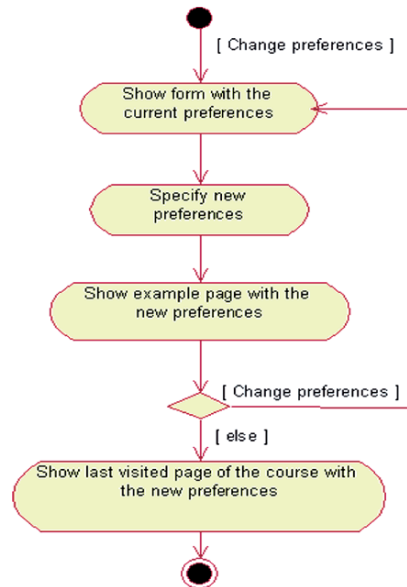 [ Change preferences ]
Show form with the
current preferences
Specify new
preferences
Show example page with the
new preferences
[ Change preferences ]
[ else ]
Show last visited page of the course with
the new preferences